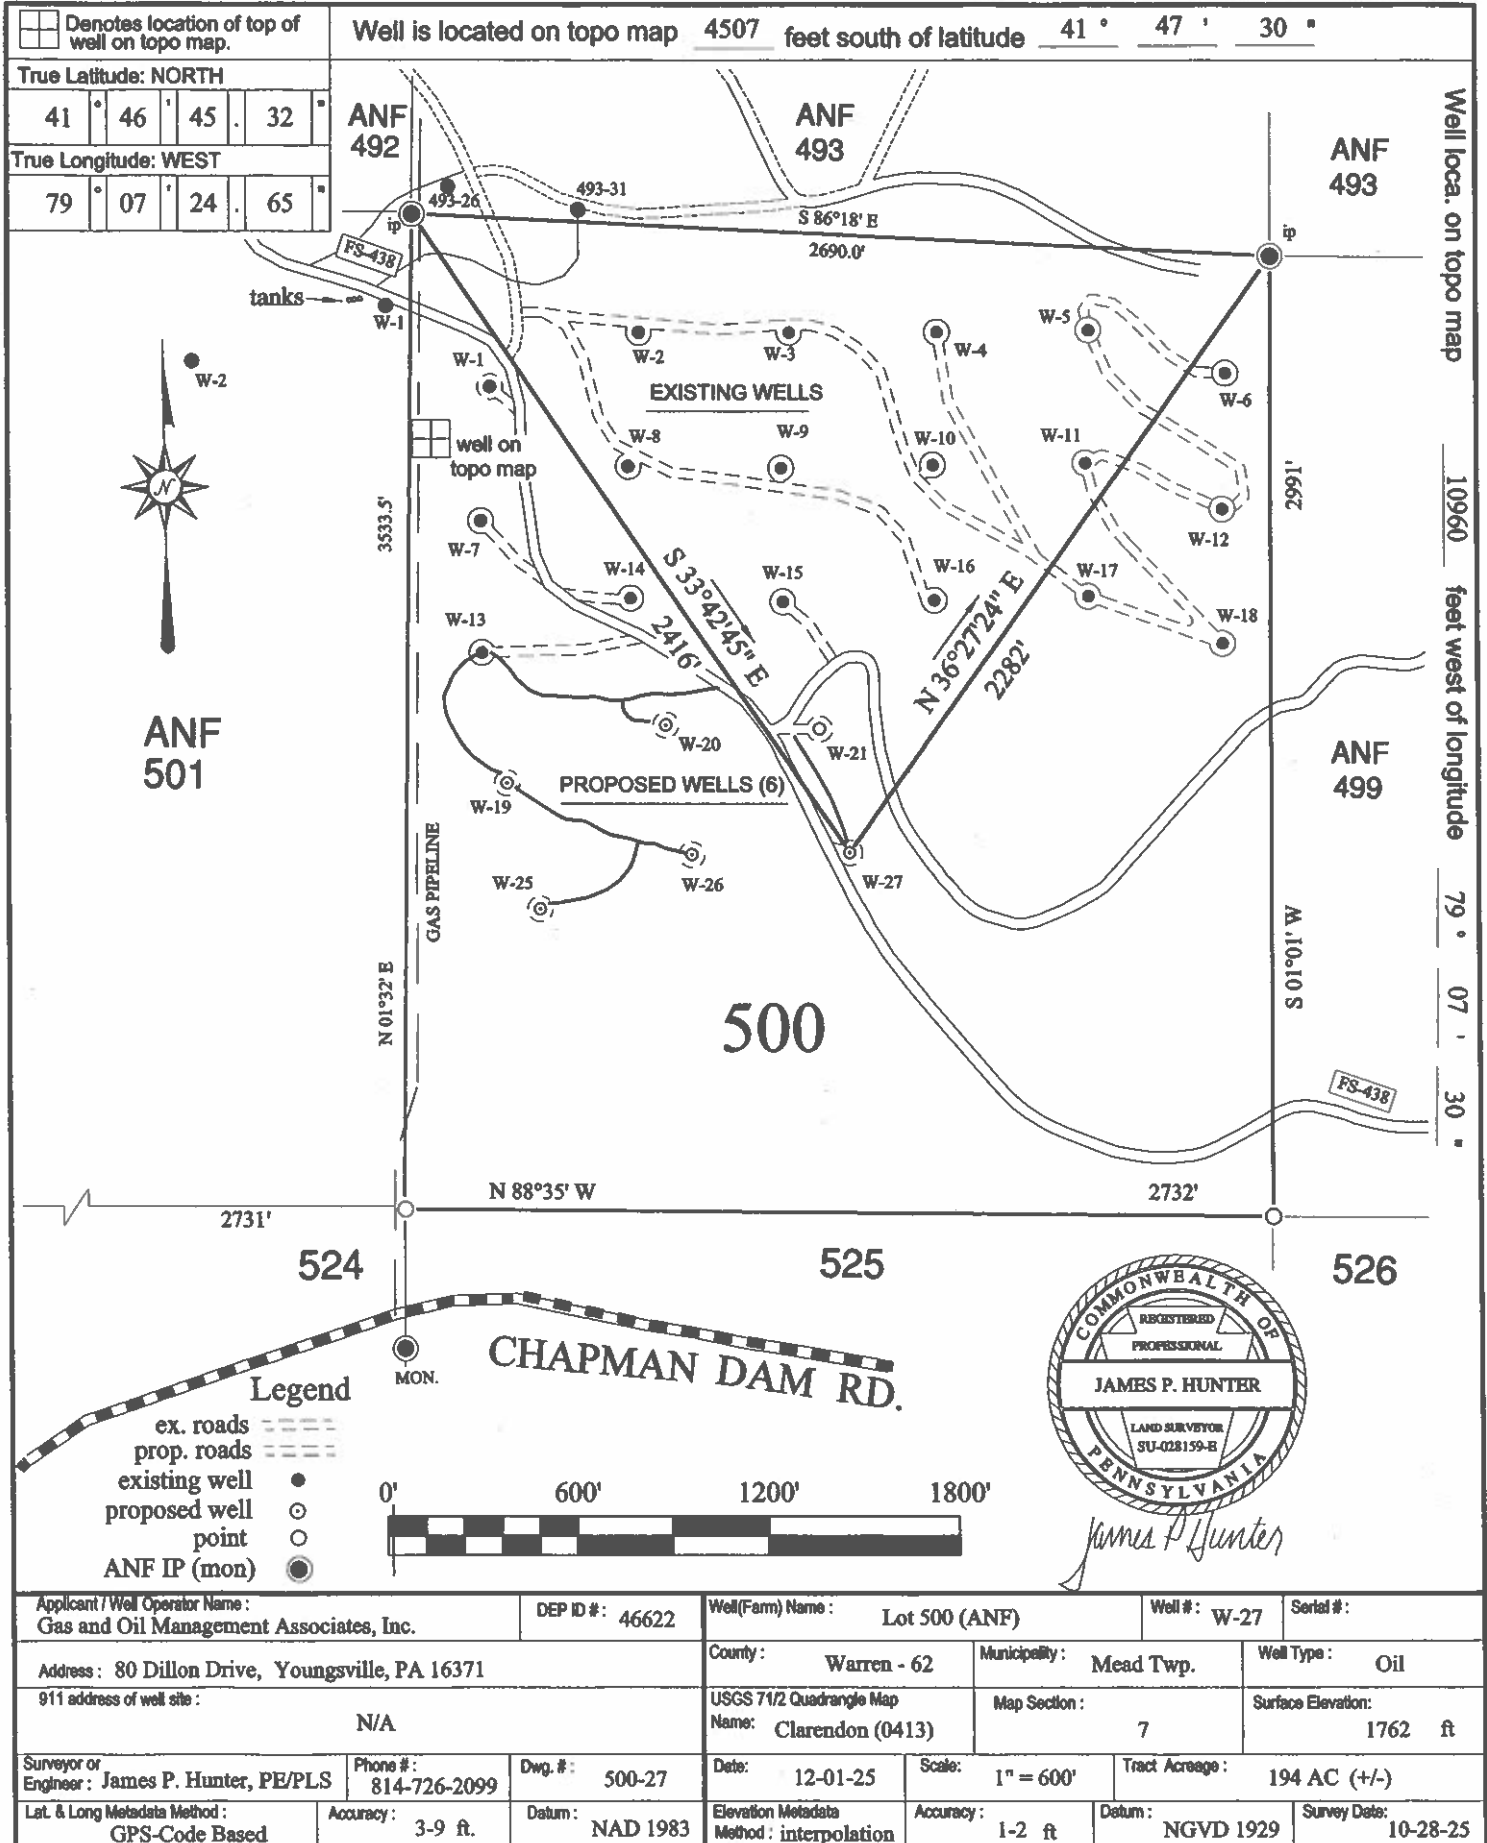 Denotes location of top of
well on topo map.
Well is located on topo map 4507 feet south of latitude 41 ° 47 ' 30 "
True Latitude: NORTH
41 ° 46 ' 45 . 32 "
True Longitude: WEST
79 ° 07 ' 24 . 65 "
Well loca. on topo map 10960 feet west of longitude 79 ° 07 ' 30 "
ANF
492
ANF
493
ANF
493
493-26
493-31
ip
S 86°18' E
2690.0'
ip
FS-438
tanks
W-1
W-2
W-1
W-2
W-3
W-4
W-5
W-6
EXISTING WELLS
well on
topo map
W-8
W-9
W-10
W-11
W-12
3533.5'
2991'
W-7
W-14
W-15
W-16
W-17
W-18
W-13
S 33°42'45" E
2416'
N 36°27'24" E
2282'
ANF
501
W-20
W-21
PROPOSED WELLS (6)
W-19
W-25
W-26
W-27
ANF
499
GAS PIPELINE
N 01°32' E
S 10°01' W
500
FS-438
N 88°35' W
2732'
2731'
524
525
526
CHAPMAN DAM RD.
MON.
Legend
ex. roads
prop. roads
existing well
proposed well
point
ANF IP (mon)
0' 600' 1200' 1800'
COMMONWEALTH OF
REGISTERED
PROFESSIONAL
JAMES P. HUNTER
LAND SURVEYOR
SU-028159-E
PENNSYLVANIA
James P Hunter
Applicant / Well Operator Name :
Gas and Oil Management Associates, Inc.
DEP ID # : 46622
Well(Farm) Name : Lot 500 (ANF)
Well # : W-27
Serial # :
Address : 80 Dillon Drive, Youngsville, PA 16371
County : Warren - 62
Municipality : Mead Twp.
Well Type : Oil
911 address of well site :
N/A
USGS 71/2 Quadrangle Map
Name: Clarendon (0413)
Map Section :
7
Surface Elevation:
1762 ft
Surveyor or
Engineer : James P. Hunter, PE/PLS
Phone # :
814-726-2099
Dwg. # : 500-27
Date: 12-01-25
Scale: 1" = 600'
Tract Acreage : 194 AC (+/-)
Lat. & Long Metadata Method :
GPS-Code Based
Accuracy :
3-9 ft.
Datum :
NAD 1983
Elevation Metadata
Method : interpolation
Accuracy :
1-2 ft
Datum :
NGVD 1929
Survey Date:
10-28-25